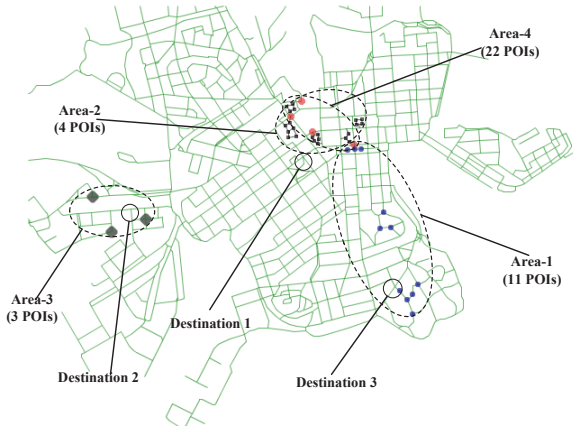 Area-4
(22 POIs)
Area-2
(4 POIs)
Area-1
(11 POIs)
Area-3
(3 POIs)
Destination 1
Destination 2
Destination 3